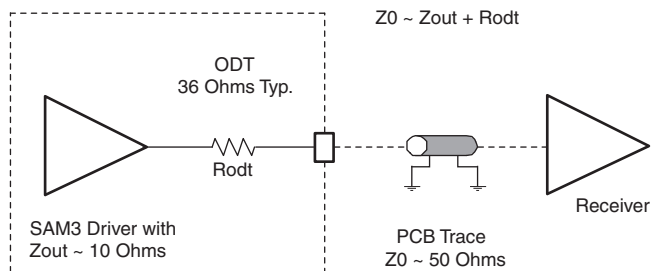 Z0 ~ Zout + Rodt
ODT
36 Ohms Typ.
Rodt
Receiver
SAM3 Driver with
Zout ~ 10 Ohms
PCB Trace
Z0 ~ 50 Ohms